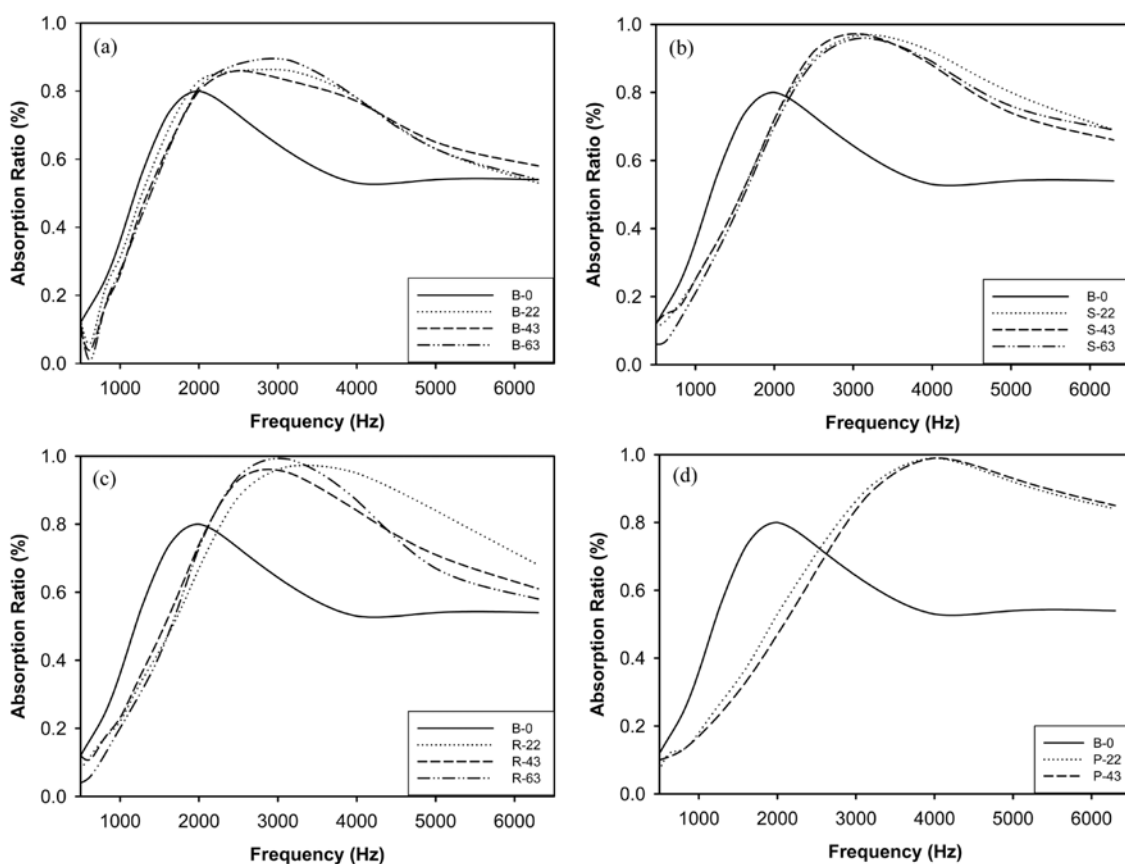 (a)
Absorption Ratio (%)
1.0
0.8
0.6
0.4
0.2
0.0
B-0
B-22
B-43
B-63
1000 2000 3000 4000 5000 6000
Frequency (Hz)
(b)
Absorption Ratio (%)
1.0
0.8
0.6
0.4
0.2
0.0
B-0
S-22
S-43
S-63
1000 2000 3000 4000 5000 6000
Frequency (Hz)
(c)
Absorption Ratio (%)
1.0
0.8
0.6
0.4
0.2
0.0
B-0
R-22
R-43
R-63
1000 2000 3000 4000 5000 6000
Frequency (Hz)
(d)
Absorption Ratio (%)
1.0
0.8
0.6
0.4
0.2
0.0
B-0
P-22
P-43
1000 2000 3000 4000 5000 6000
Frequency (Hz)